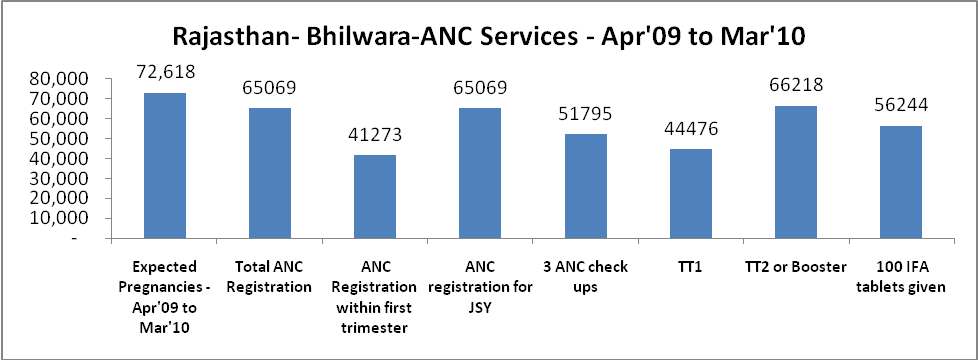 Rajasthan- Bhilwara-ANC Services - Apr'09 to Mar'10
80,000
70,000
60,000
50,000
40,000
30,000
20,000
10,000
-
72,618
65069
41273
65069
51795
44476
66218
56244
Expected
Pregnancies -
Apr'09 to
Mar'10
Total ANC
Registration
ANC
Registration
within first
trimester
ANC
registration for
JSY
3 ANC check
ups
TT1
TT2 or Booster
100 IFA
tablets given